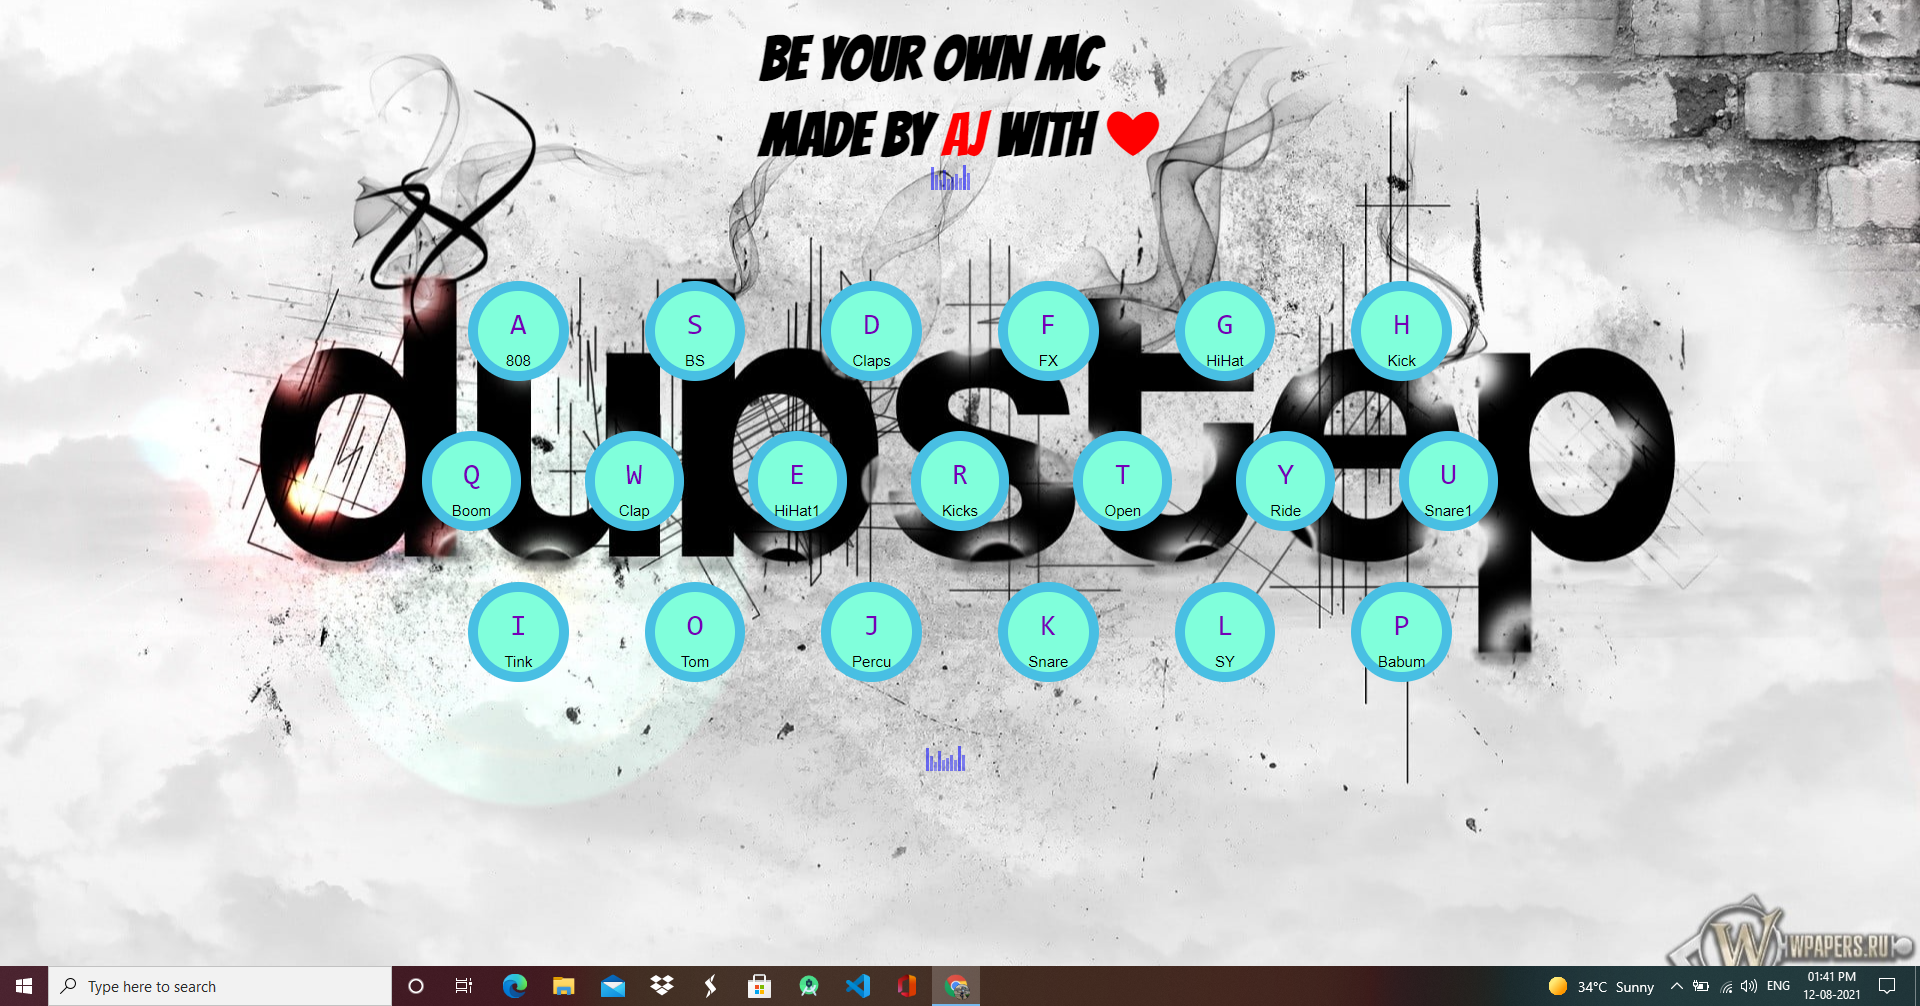 BE YOUR OWN MC
MADE BY AJ WITH
dubstep
A S D F G H
808 BS Claps FX HiHat Kick
Q W E R T Y U
Boom Clap HiHat1 Kicks Open Ride Snare1
I O J K L P
Tink Tom Percu Snare SY Babum
W WPAPERS.RU
Type here to search
34°C Sunny
ENG
01:41 PM
12-08-2021